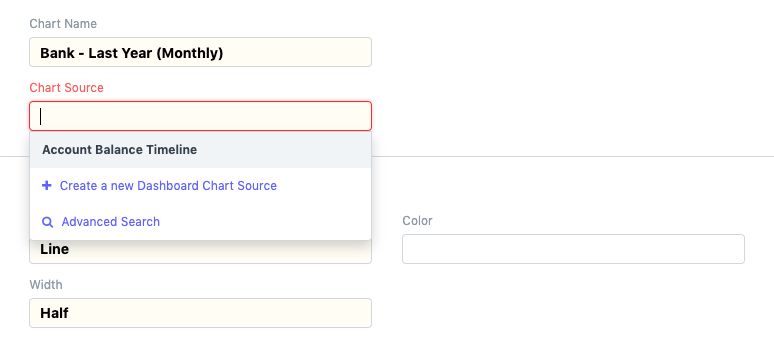 Chart Name
Bank - Last Year (Monthly)
Chart Source
Account Balance Timeline
Create a new Dashboard Chart Source
Advanced Search
Color
Line
Width
Half